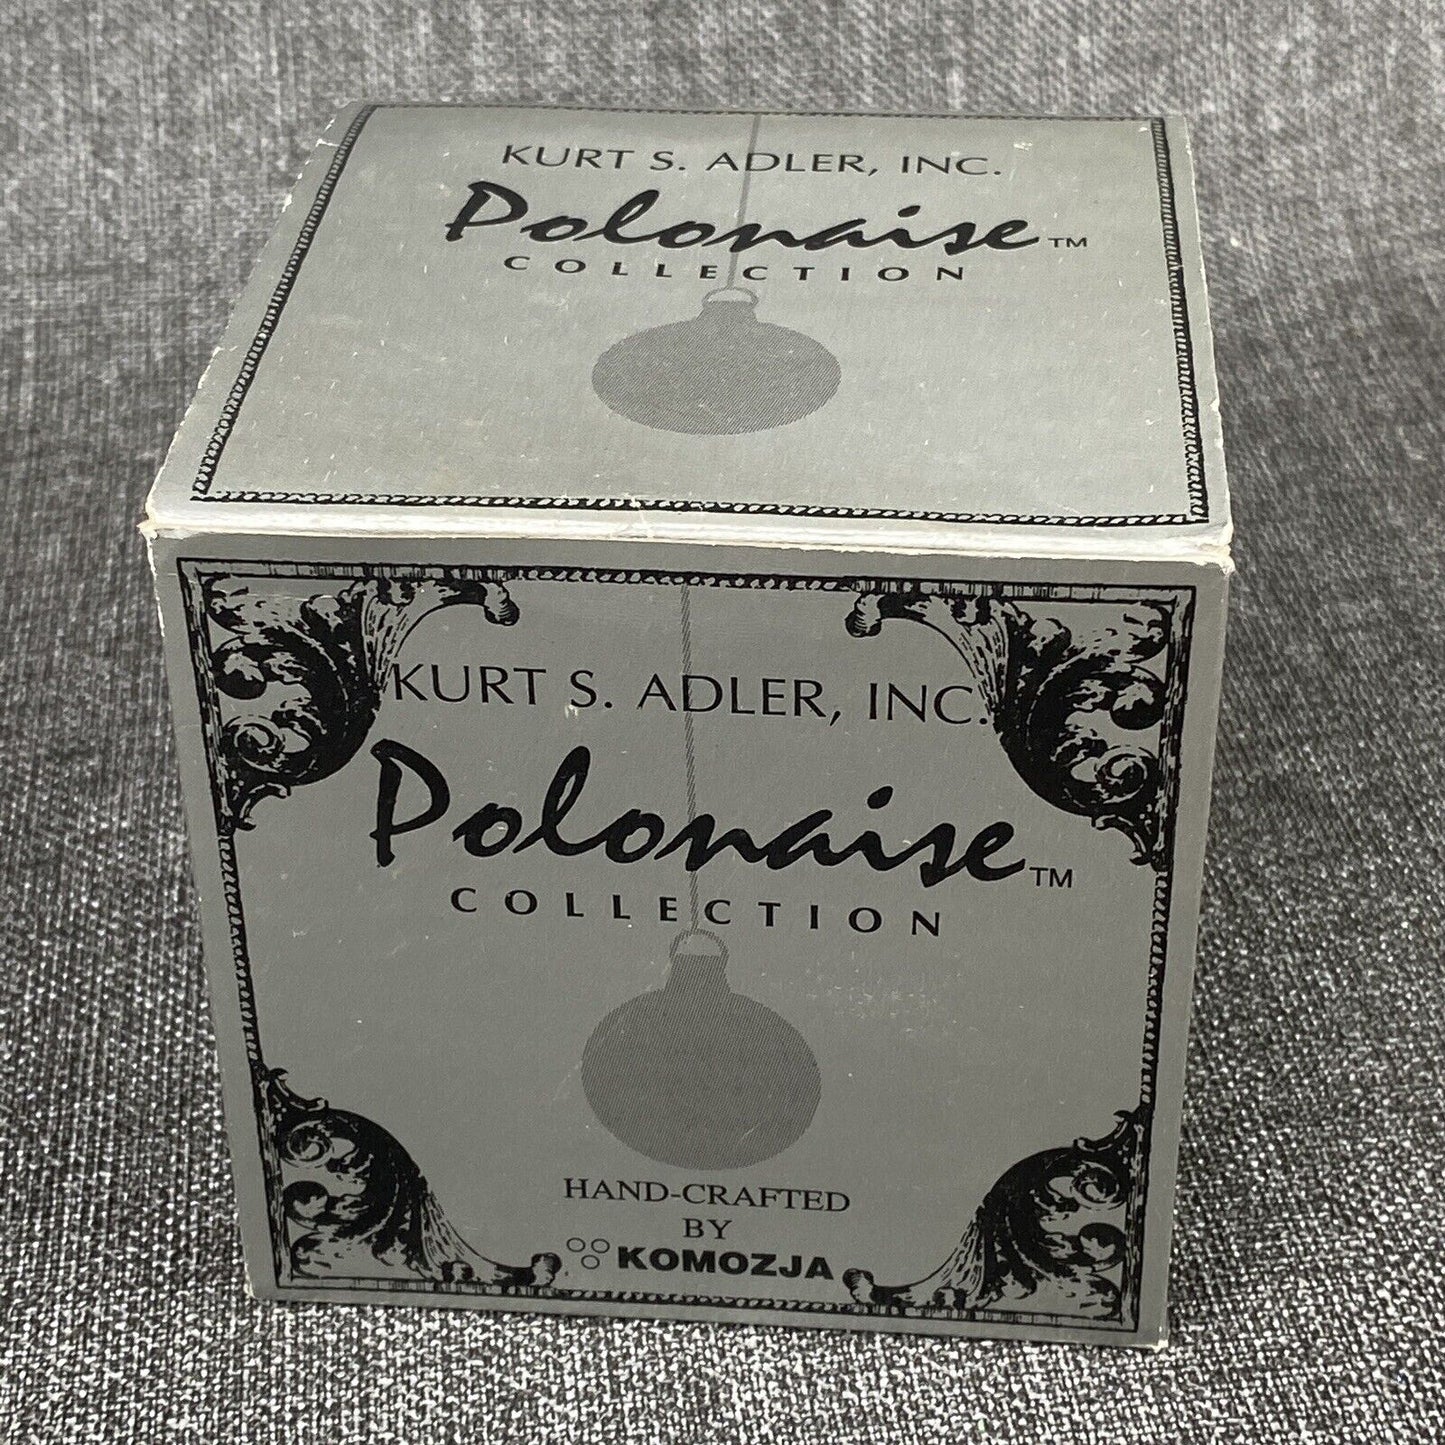 KURT S. ADLER, INC.
Polonaise™
COLLECTION
KURT S. ADLER, INC.
Polonaise™
COLLECTION
HAND-CRAFTED
BY
KOMOZJA